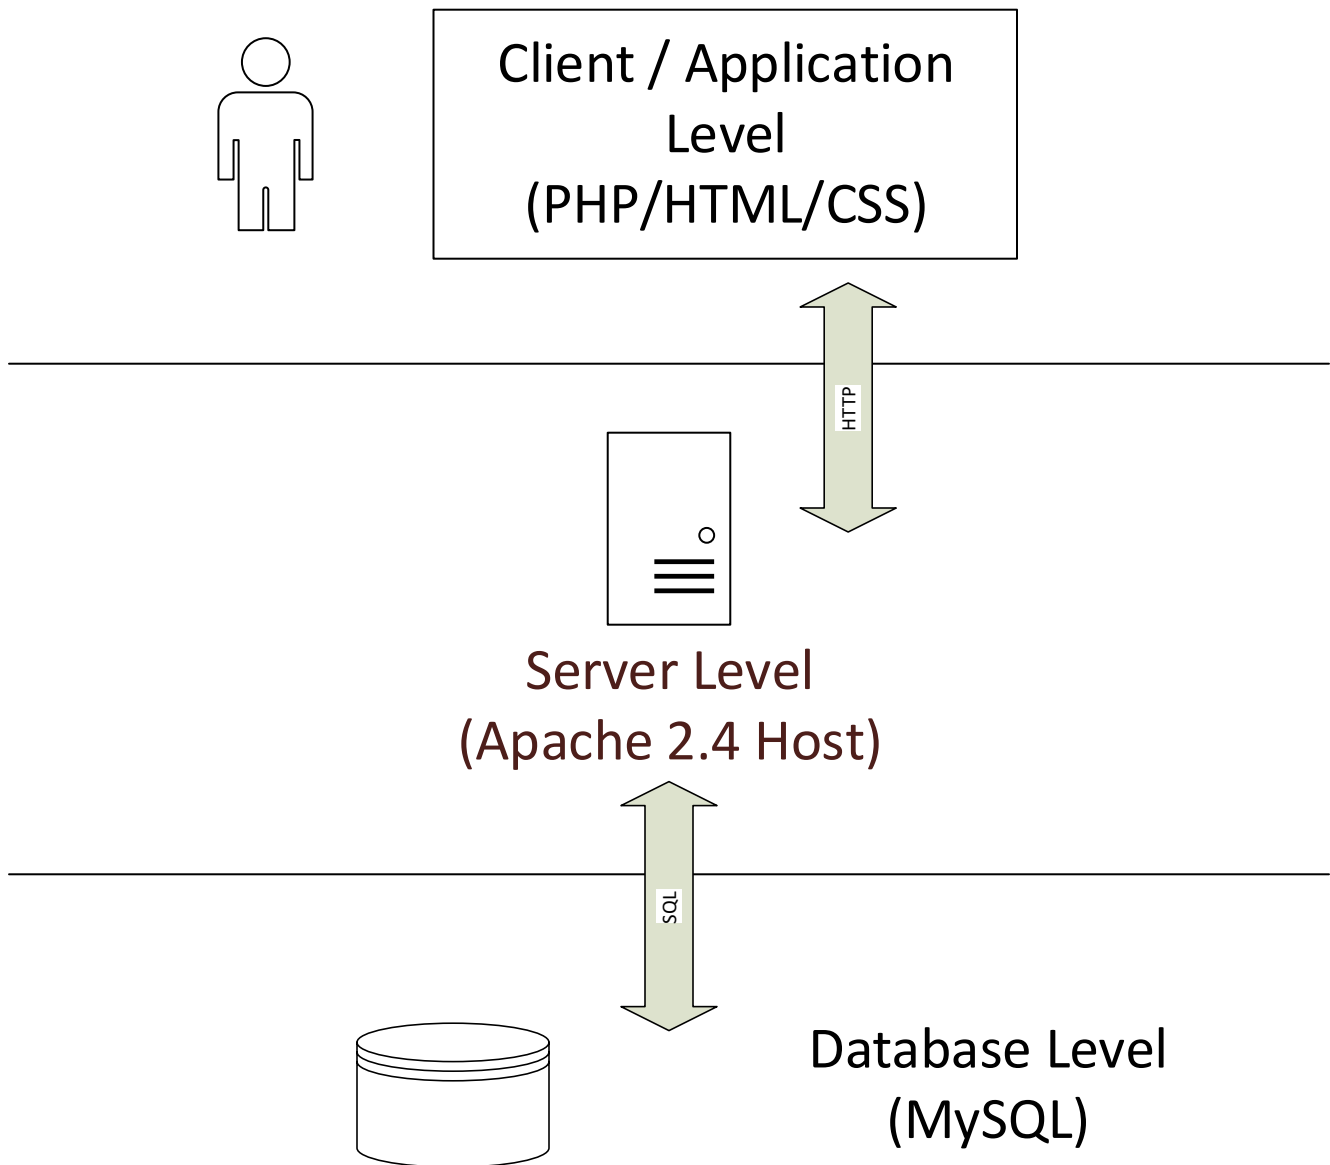 Client / Application
Level
(PHP/HTML/CSS)
HTTP
Server Level
(Apache 2.4 Host)
SQL
Database Level
(MySQL)